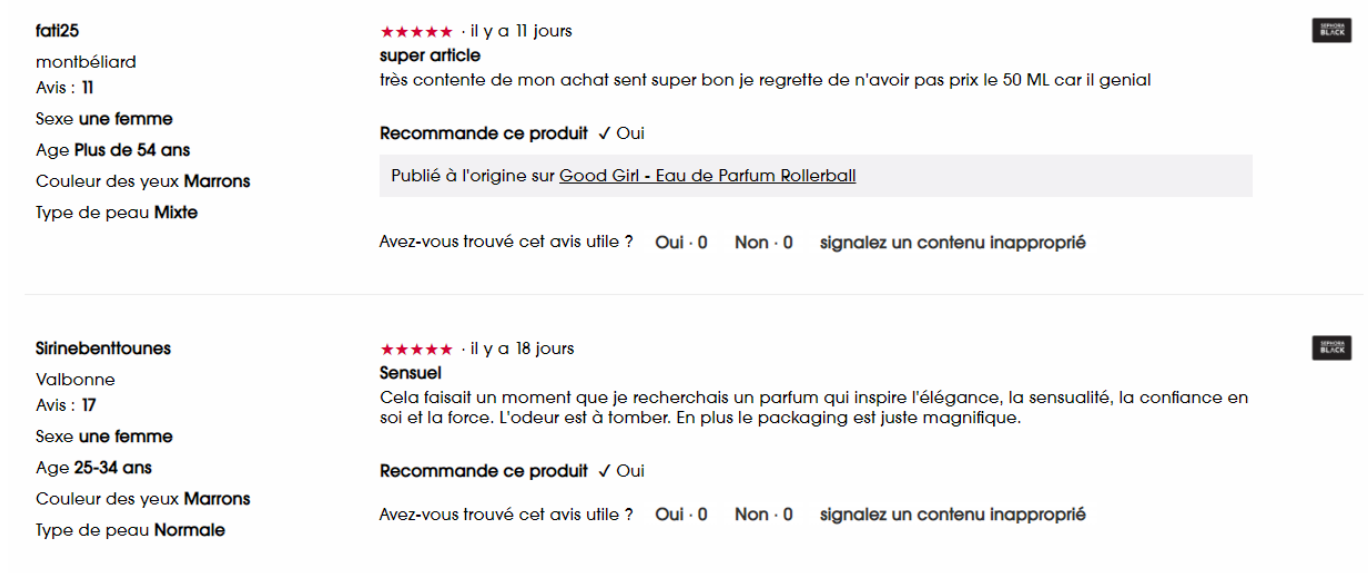 fati25
montbéliard
Avis : 11
Sexe une femme
Age Plus de 54 ans
Couleur des yeux Marrons
Type de peau Mixte
★★★★★ · il y a 11 jours
super article
très contente de mon achat sent super bon je regrette de n'avoir pas prix le 50 ML car il genial
Recommande ce produit ✓ Oui
Publié à l'origine sur Good Girl - Eau de Parfum Rollerball
Avez-vous trouvé cet avis utile ? Oui · 0 Non · 0 signalez un contenu inapproprié
SEPHORA
BLACK
Sirinebenttounes
Valbonne
Avis : 17
Sexe une femme
Age 25-34 ans
Couleur des yeux Marrons
Type de peau Normale
★★★★★ · il y a 18 jours
Sensuel
Cela faisait un moment que je recherchais un parfum qui inspire l'élégance, la sensualité, la confiance en
soi et la force. L'odeur est à tomber. En plus le packaging est juste magnifique.
Recommande ce produit ✓ Oui
Avez-vous trouvé cet avis utile ? Oui · 0 Non · 0 signalez un contenu inapproprié
SEPHORA
BLACK